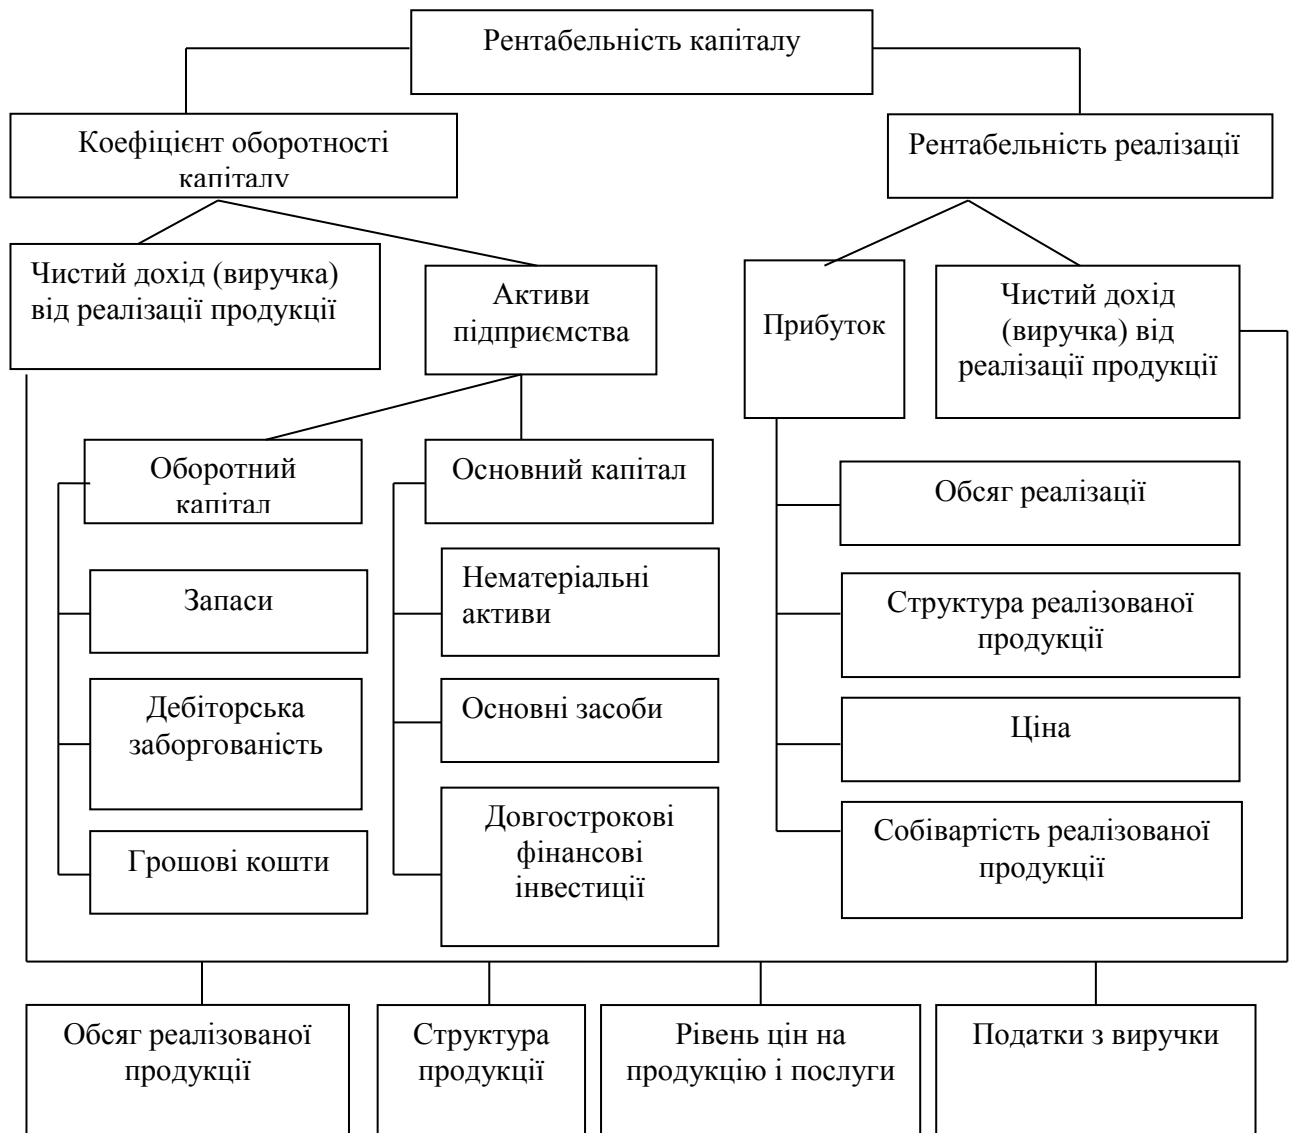 Рентабельність капіталу
Коефіцієнт оборотності
капіталу
Рентабельність реалізації
Чистий дохід (виручка)
від реалізації продукції
Активи
підприємства
Прибуток
Чистий дохід
(виручка) від
реалізації продукції
Оборотний
капітал
Основний капітал
Обсяг реалізації
Запаси
Нематеріальні
активи
Структура реалізованої
продукції
Дебіторська
заборгованість
Основні засоби
Ціна
Грошові кошти
Довгострокові
фінансові
інвестиції
Собівартість реалізованої
продукції
Обсяг реалізованої
продукції
Структура
продукції
Рівень цін на
продукцію і послуги
Податки з виручки